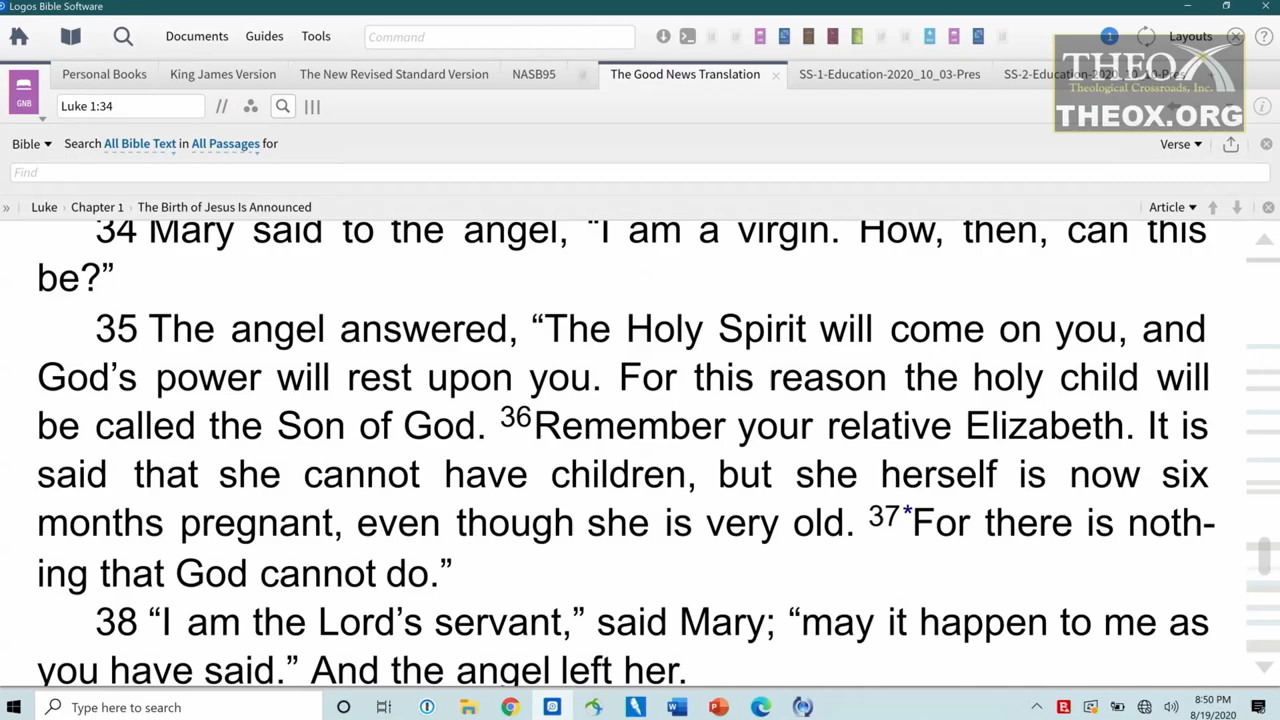 Logos Bible Software
Documents Guides Tools Command 1 Layouts
Personal Books King James Version The New Revised Standard Version NASB95 The Good News Translation SS-1-Education-2020_10_03-Pres SS-2-Education-2020_10_10-Pres
THEOX
Theological Crossroads, Inc.
THEOX.ORG
GNB Luke 1:34
Bible Search All Bible Text in All Passages for Verse
Find
» Luke Chapter 1 The Birth of Jesus Is Announced Article
34 Mary said to the angel, “I am a virgin. How, then, can this
be?”
35 The angel answered, “The Holy Spirit will come on you, and
God’s power will rest upon you. For this reason the holy child will
be called the Son of God. 36Remember your relative Elizabeth. It is
said that she cannot have children, but she herself is now six
months pregnant, even though she is very old. 37*For there is noth-
ing that God cannot do.”
38 “I am the Lord’s servant,” said Mary; “may it happen to me as
you have said.” And the angel left her.
Type here to search
8:50 PM
8/19/2020